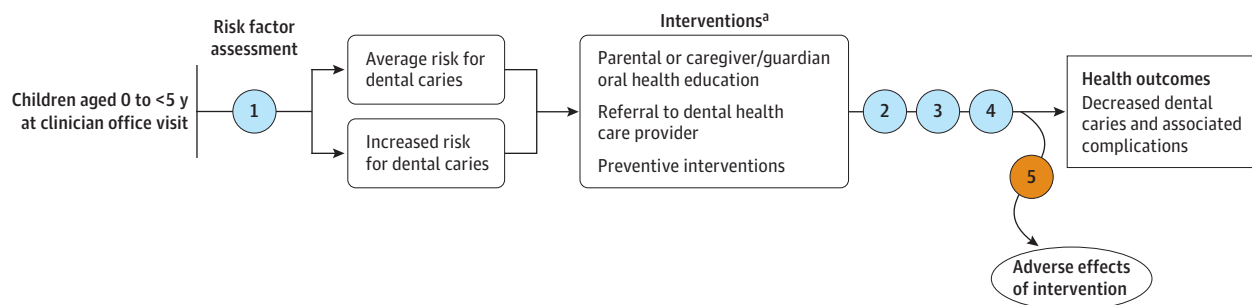 Children aged 0 to <5 y
at clinician office visit
Risk factor
assessment
1
Average risk for
dental caries
Increased risk
for dental caries
Interventionsᵃ
Parental or caregiver/guardian
oral health education
Referral to dental health
care provider
Preventive interventions
2 3 4
Health outcomes
Decreased dental
caries and associated
complications
5
Adverse effects
of intervention